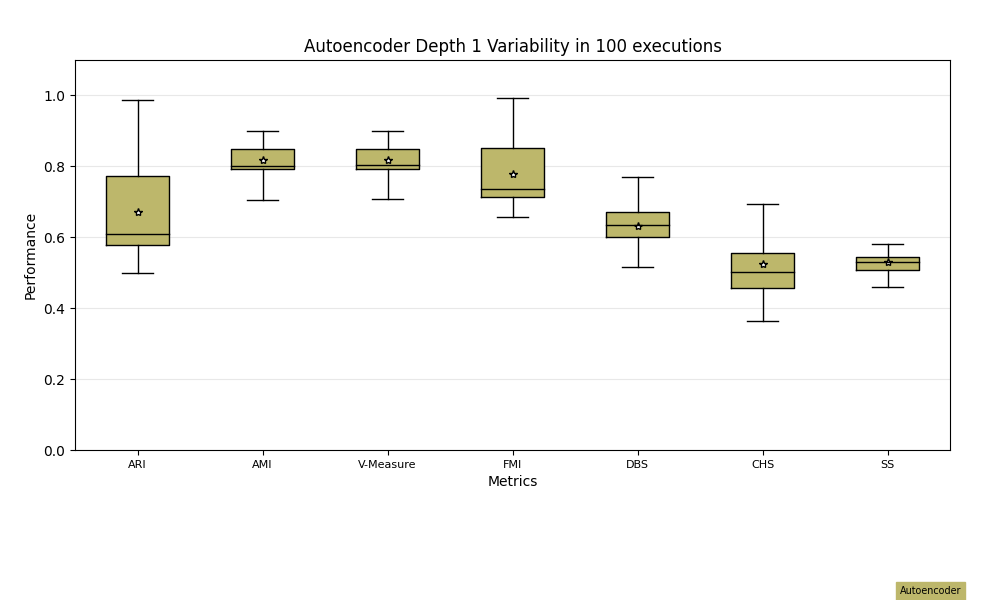 Autoencoder Depth 1 Variability in 100 executions
Performance
1.0
0.8
0.6
0.4
0.2
0.0
ARI AMI V-Measure FMI DBS CHS SS
Metrics
Autoencoder